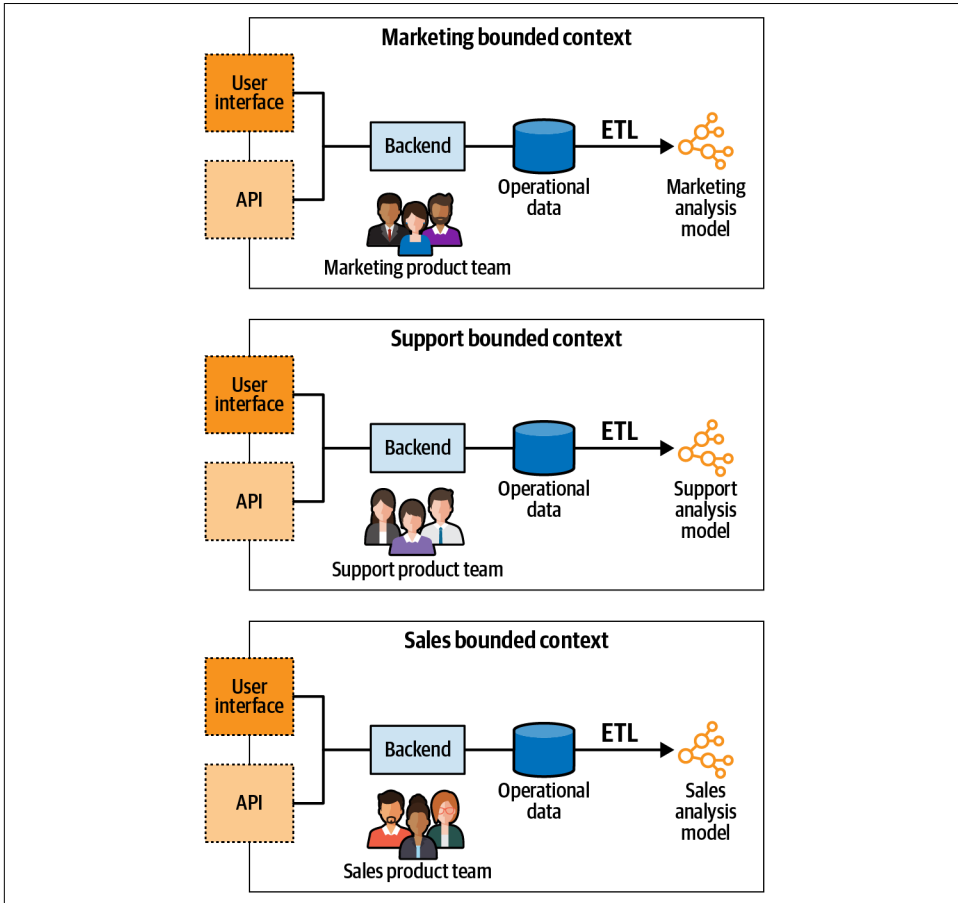 Marketing bounded context
User
interface
API
Backend
ETL
Operational
data
Marketing
analysis
model
Marketing product team
Support bounded context
User
interface
API
Backend
ETL
Operational
data
Support
analysis
model
Support product team
Sales bounded context
User
interface
API
Backend
ETL
Operational
data
Sales
analysis
model
Sales product team